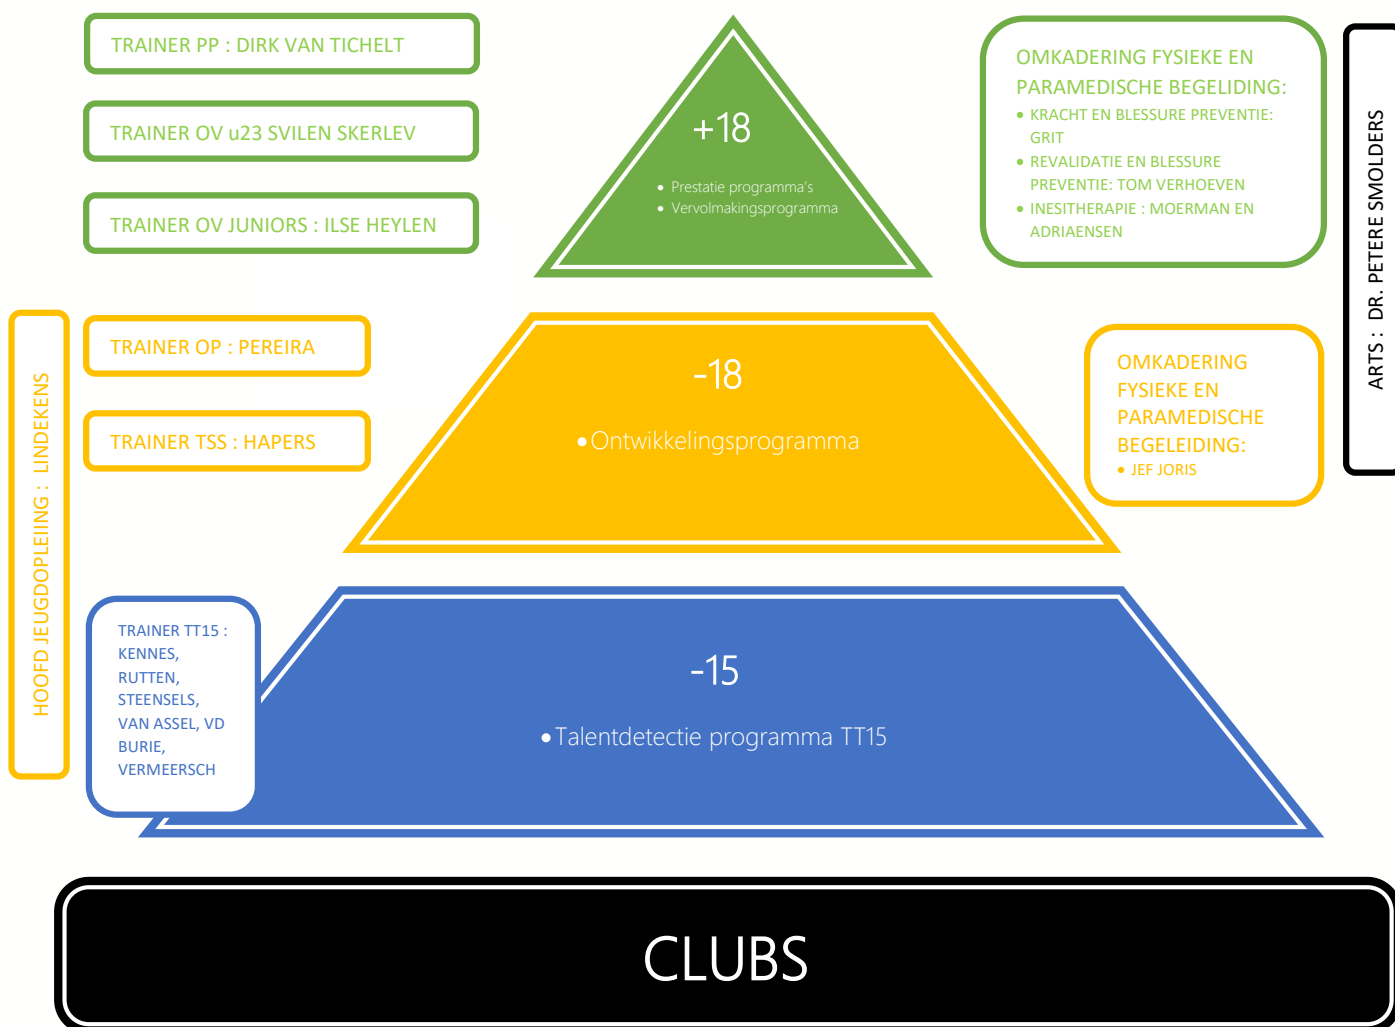 TRAINER PP : DIRK VAN TICHELT
TRAINER OV u23 SVILEN SKERLEV
TRAINER OV JUNIORS : ILSE HEYLEN
+18
• Prestatie programma's
• Vervolmakingsprogramma
OMKADERING FYSIEKE EN
PARAMEDISCHE BEGELIDING:
• KRACHT EN BLESSURE PREVENTIE:
GRIT
• REVALIDATIE EN BLESSURE
PREVENTIE: TOM VERHOEVEN
• INESITHERAPIE : MOERMAN EN
ADRIAENSEN
ARTS : DR. PETERE SMOLDERS
HOOFD JEUGDOPLEIING : LINDEKENS
TRAINER OP : PEREIRA
TRAINER TSS : HAPERS
-18
•Ontwikkelingsprogramma
OMKADERING
FYSIEKE EN
PARAMEDISCHE
BEGELEIDING:
• JEF JORIS
TRAINER TT15 :
KENNES,
RUTTEN,
STEENSELS,
VAN ASSEL, VD
BURIE,
VERMEERSCH
-15
•Talentdetectie programma TT15
CLUBS